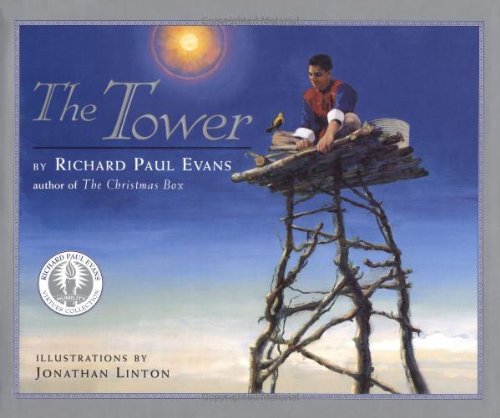 The Tower
BY RICHARD PAUL EVANS
author of The Christmas Box
RICHARD PAUL EVANS
HUMILITY
VIRTUES COLLECTION
ILLUSTRATIONS BY
JONATHAN LINTON